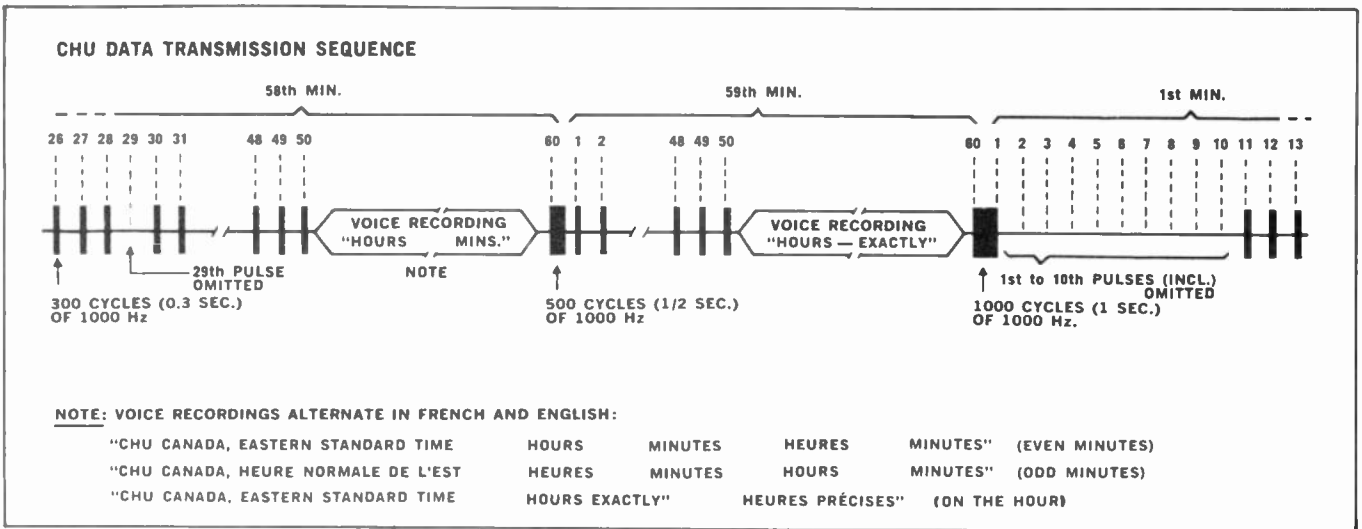 CHU DATA TRANSMISSION SEQUENCE
58th MIN.
59th MIN.
1st MIN.
26 27 28 29 30 31 48 49 50 60 1 2 48 49 50 60 1 2 3 4 5 6 7 8 9 10 11 12 13
VOICE RECORDING
"HOURS MINS."
VOICE RECORDING
"HOURS — EXACTLY"
NOTE
29th PULSE
OMITTED
300 CYCLES (0.3 SEC.)
OF 1000 Hz
500 CYCLES (1/2 SEC.)
OF 1000 Hz
1st to 10th PULSES (INCL.)
OMITTED
1000 CYCLES (1 SEC.)
OF 1000 Hz.
NOTE: VOICE RECORDINGS ALTERNATE IN FRENCH AND ENGLISH:
"CHU CANADA, EASTERN STANDARD TIME HOURS MINUTES HEURES MINUTES" (EVEN MINUTES)
"CHU CANADA, HEURE NORMALE DE L'EST HEURES MINUTES HOURS MINUTES" (ODD MINUTES)
"CHU CANADA, EASTERN STANDARD TIME HOURS EXACTLY" HEURES PRÉCISES" (ON THE HOUR)